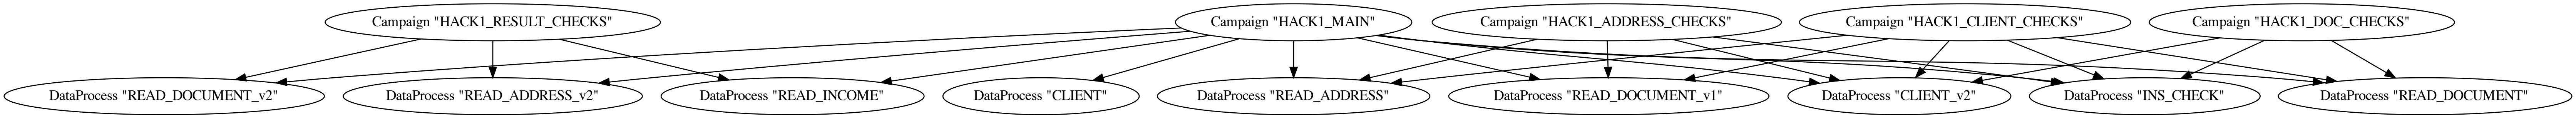 Campaign "HACK1_RESULT_CHECKS"
Campaign "HACK1_MAIN"
Campaign "HACK1_ADDRESS_CHECKS"
Campaign "HACK1_CLIENT_CHECKS"
Campaign "HACK1_DOC_CHECKS"
DataProcess "READ_DOCUMENT_v2"
DataProcess "READ_ADDRESS_v2"
DataProcess "READ_INCOME"
DataProcess "CLIENT"
DataProcess "READ_ADDRESS"
DataProcess "READ_DOCUMENT_v1"
DataProcess "CLIENT_v2"
DataProcess "INS_CHECK"
DataProcess "READ_DOCUMENT"